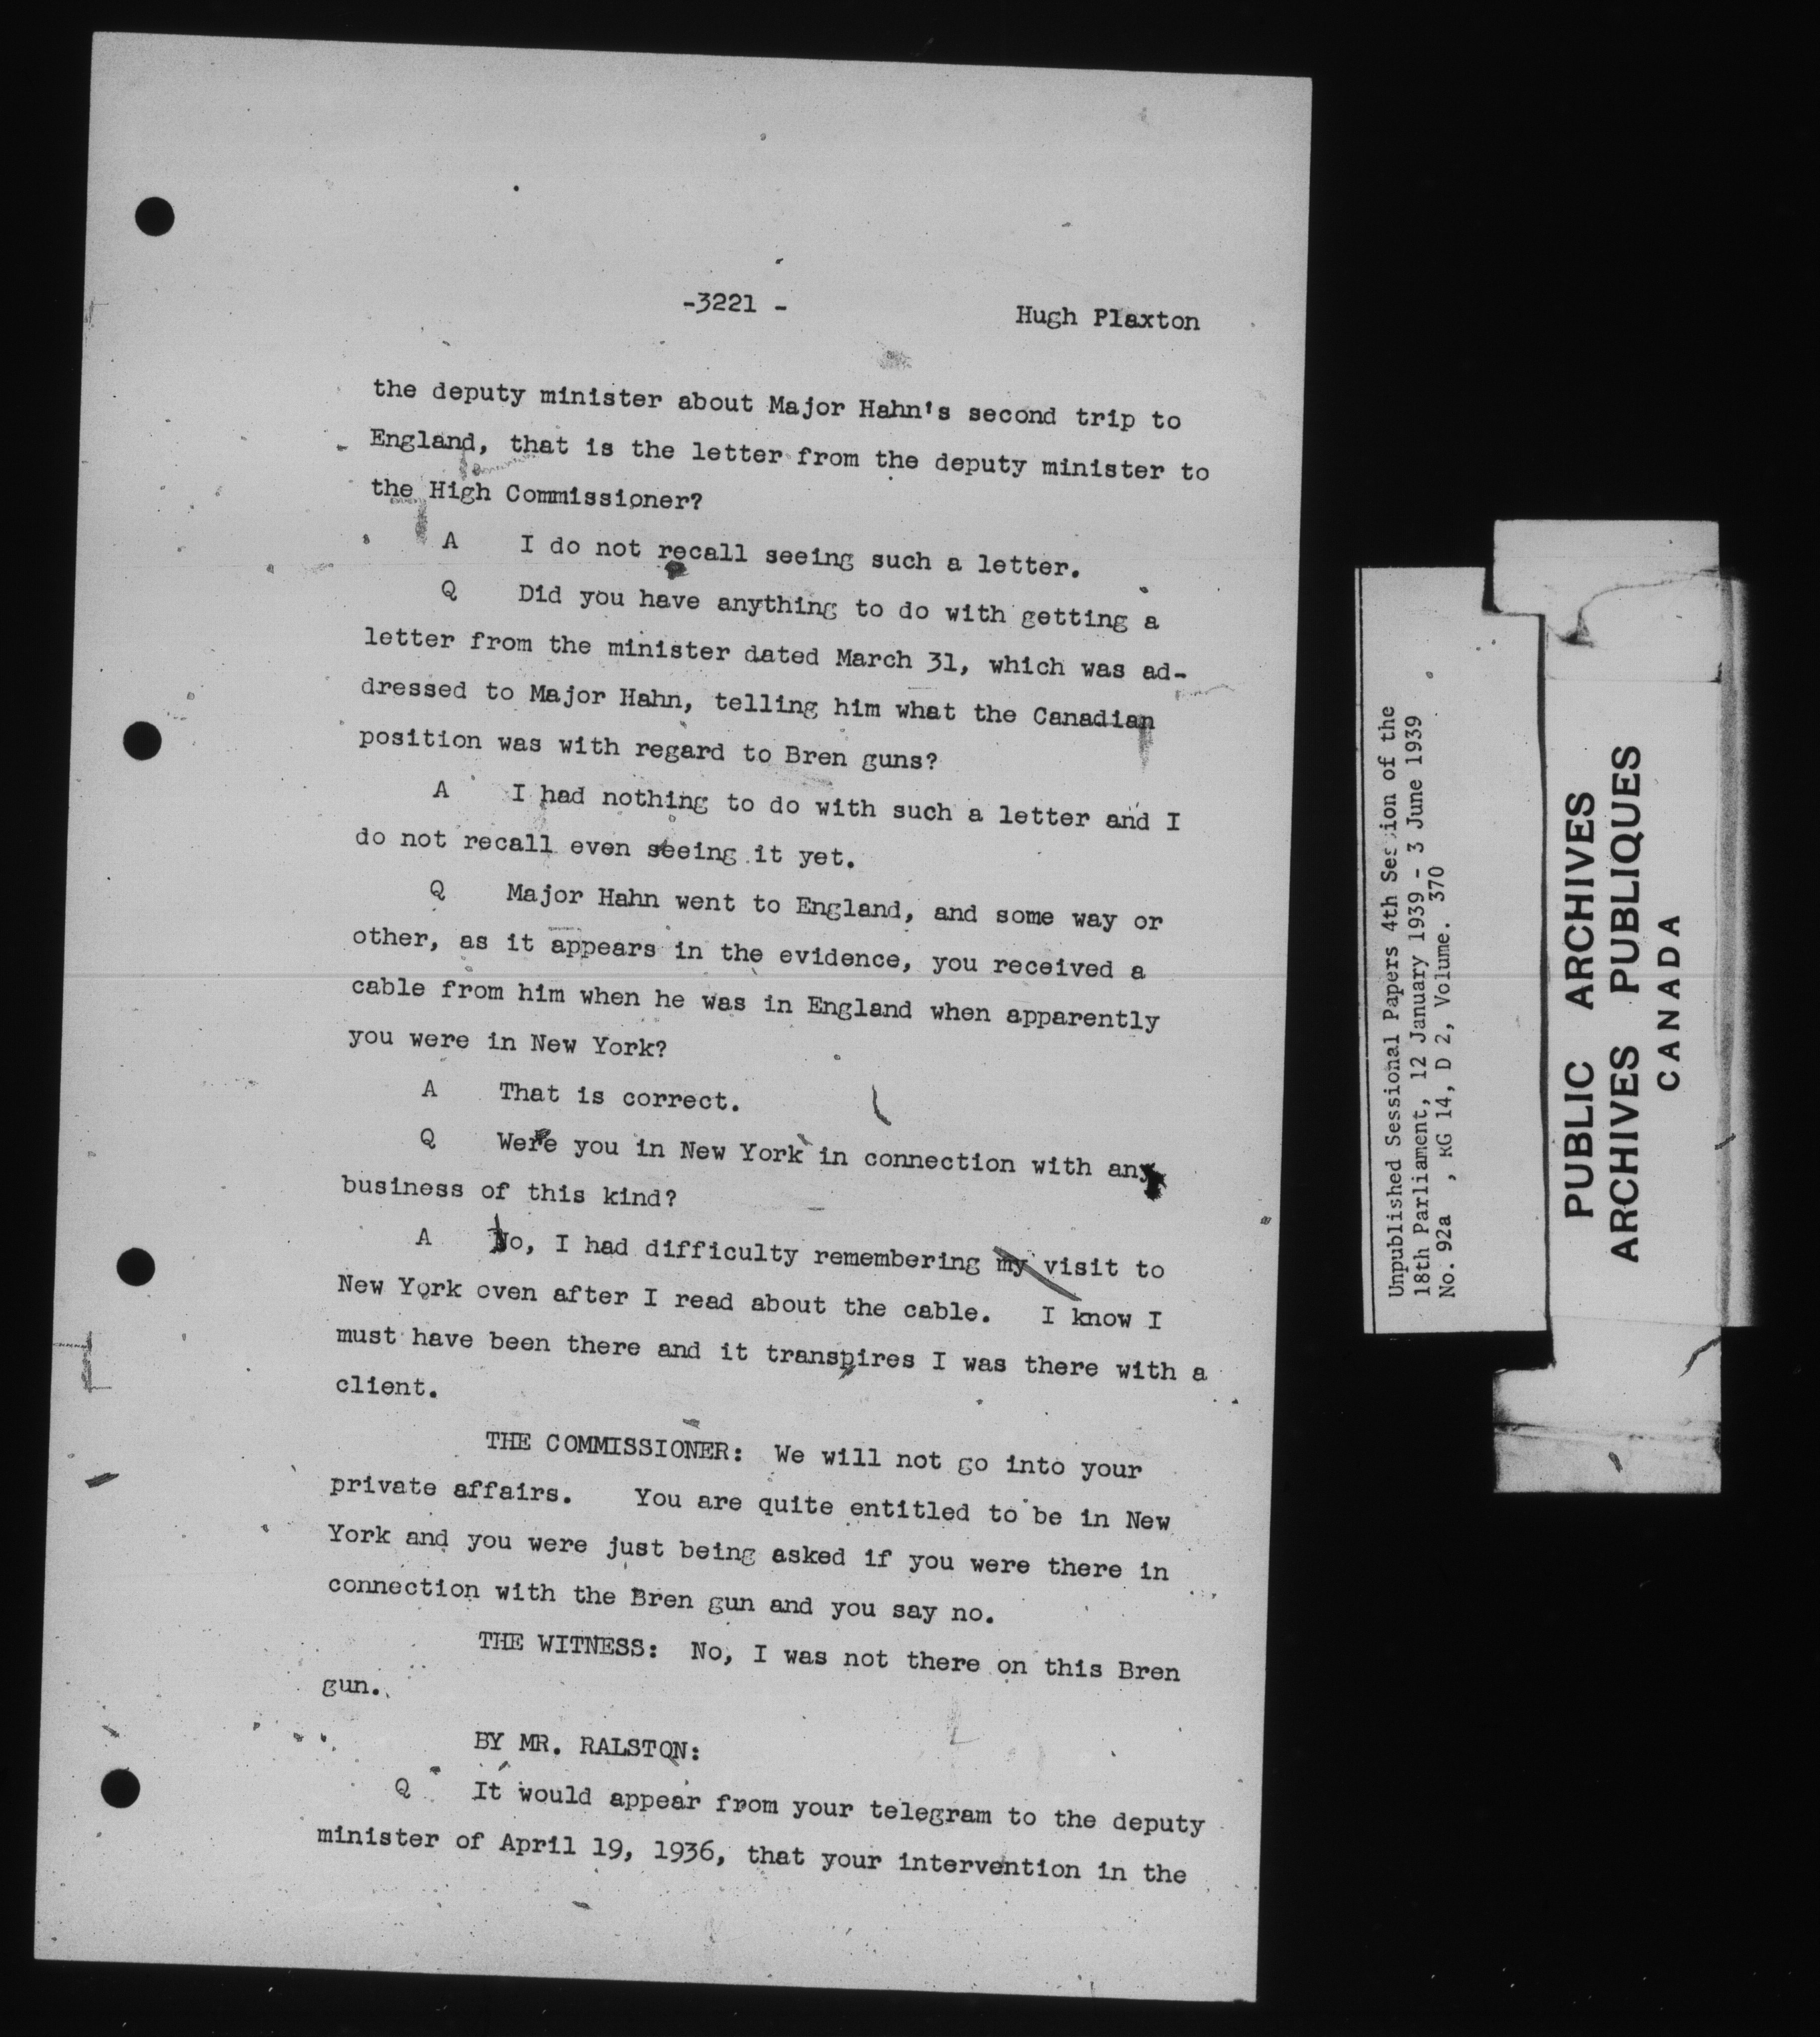 -3221 -
Hugh Plaxton
the deputy minister about Major Hahn's second trip to
England, that is the letter from the deputy minister to
the High Commissioner?
A I do not recall seeing such a letter.
Q Did you have anything to do with getting a
letter from the minister dated March 31, which was ad-
dressed to Major Hahn, telling him what the Canadian
position was with regard to Bren guns?
A I had nothing to do with such a letter and I
do not recall even seeing it yet.
Q Major Hahn went to England, and some way or
other, as it appears in the evidence, you received a
cable from him when he was in England when apparently
you were in New York?
A That is correct.
Q Were you in New York in connection with any
business of this kind?
A No, I had difficulty remembering my visit to
New York oven after I read about the cable. I know I
must have been there and it transpires I was there with a
client.
THE COMMISSIONER: We will not go into your
private affairs. You are quite entitled to be in New
York and you were just being asked if you were there in
connection with the Bren gun and you say no.
THE WITNESS: No, I was not there on this Bren
gun.
BY MR. RALSTON:
Q It would appear from your telegram to the deputy
minister of April 19, 1936, that your intervention in the
Unpublished Sessional Papers 4th Session of the
18th Parliament, 12 January 1939 - 3 June 1939
No. 92a , RG 14, D 2, Volume. 370
PUBLIC ARCHIVES
ARCHIVES PUBLIQUES
CANADA